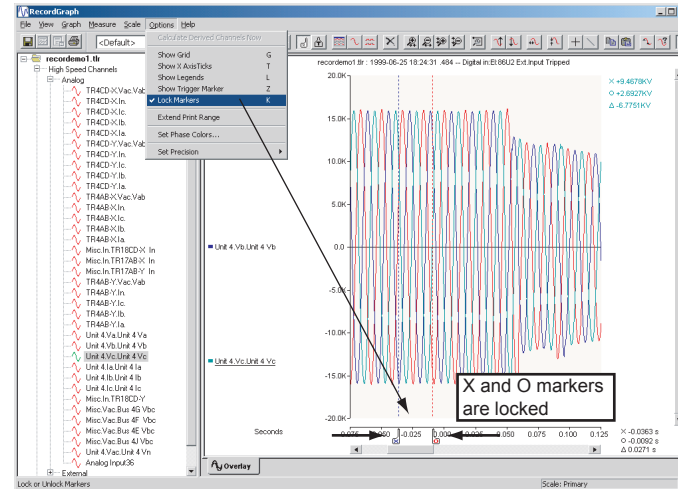 RecordGraph
File View Graph Measure Scale Options Help
<Default>
Calculate Derived Channels Now
Show Grid G
Show X AxisTicks T
Show Legends L
Show Trigger Marker Z
Lock Markers K
Extend Print Range
Set Phase Colors...
Set Precision
recordemo1.tlr
High Speed Channels
Analog
TR4CD-X.Vac.Vab
TR4CD-X.In.
TR4CD-X.Ic.
TR4CD-X.Ib.
TR4CD-X.Ia.
TR4CD-Y.Vac.Vab
TR4CD-Y.In.
TR4CD-Y.Ic.
TR4CD-Y.Ib.
TR4CD-Y.Ia.
TR4AB-X.Vac.Vab
TR4AB-X.In.
TR4AB-X.Ic.
TR4AB-X.Ib.
TR4AB-X.Ia.
Misc.In.TR18CD-X In
Misc.In.TR17AB-X In
Misc.In.TR17AB-Y In
TR4AB-Y.Vac.Vab
TR4AB-Y.In.
TR4AB-Y.Ic.
TR4AB-Y.Ib.
TR4AB-Y.Ia.
Unit 4.Va.Unit 4 Va
Unit 4.Vb.Unit 4 Vb
Unit 4.Vc.Unit 4 Vc
Unit 4.Ia.Unit 4 Ia
Unit 4.Ib.Unit 4 Ib
Unit 4.Ic.Unit 4 Ic
Misc.In.TR18CD-Y
Misc.Vac.Bus 4G Vbc
Misc.Vac.Bus 4F Vbc
Misc.Vac.Bus 4E Vbc
Misc.Vac.Bus 4J Vbc
Unit 4.Vac.Unit 4 Vn
Analog Input36.
External
recordemo1.tlr : 1999-06-25 18:24:31 .484 -- Digital in:El:86U2 Ext.Input Tripped
X +9.4678KV
O +2.6927KV
Δ -6.7751KV
20.0K
15.0K
10.0K
5.0K
0.0
-5.0K
-10.0K
-15.0K
-20.0K
Unit 4.Vb.Unit 4 Vb
Unit 4.Vc.Unit 4 Vc
X and O markers
are locked
Seconds
-0.025 0.000 0.050 0.075 0.100 0.125
X -0.0363 s
O -0.0092 s
Δ 0.0271 s
Overlay
Lock or Unlock Markers
Scale: Primary